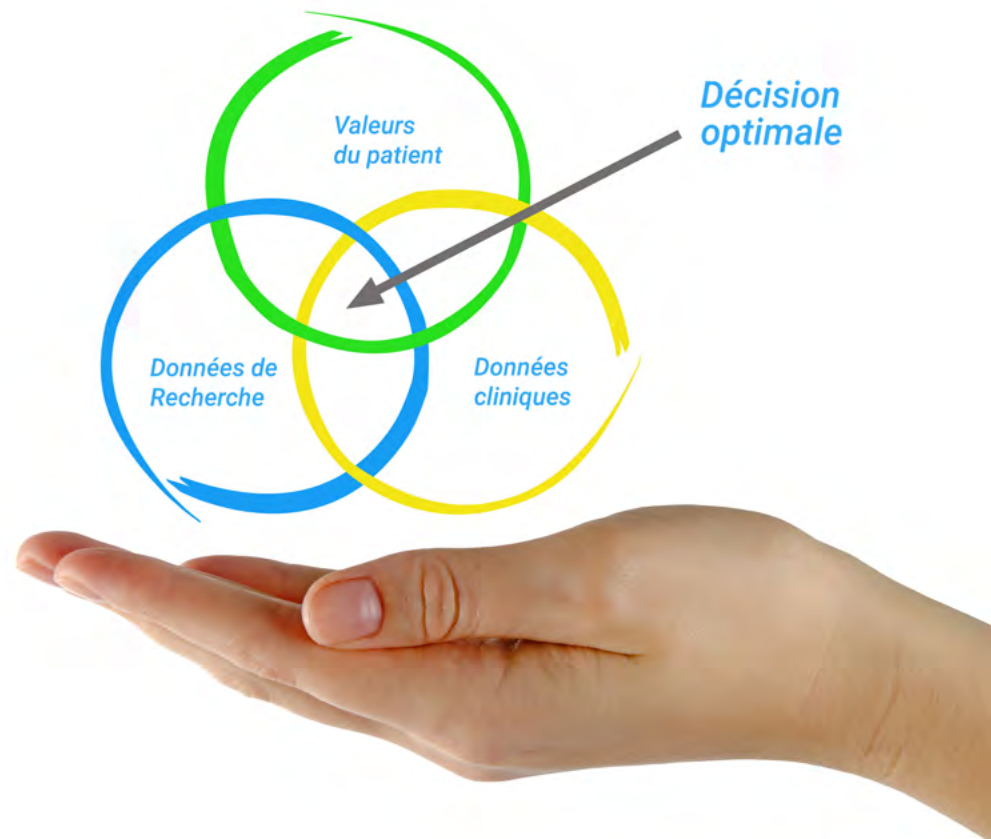 Valeurs
du patient
Décision
optimale
Données de
Recherche
Données
cliniques